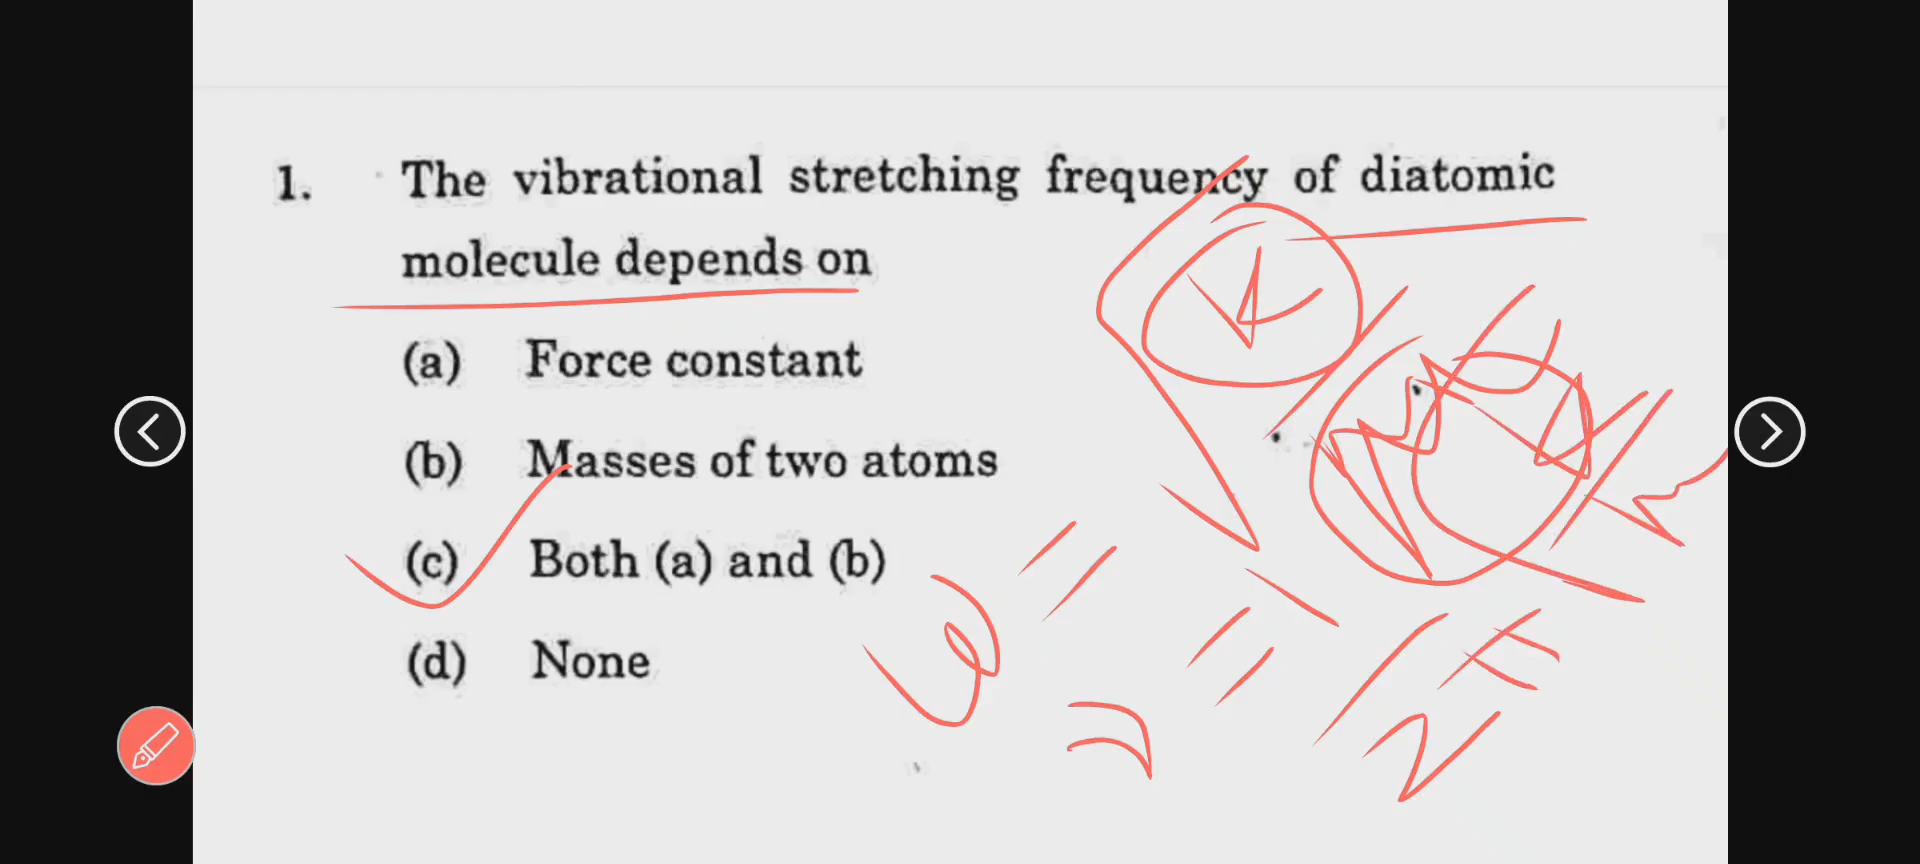 1. The vibrational stretching frequency of diatomic
molecule depends on
(a) Force constant
(b) Masses of two atoms
(c) Both (a) and (b)
(d) None